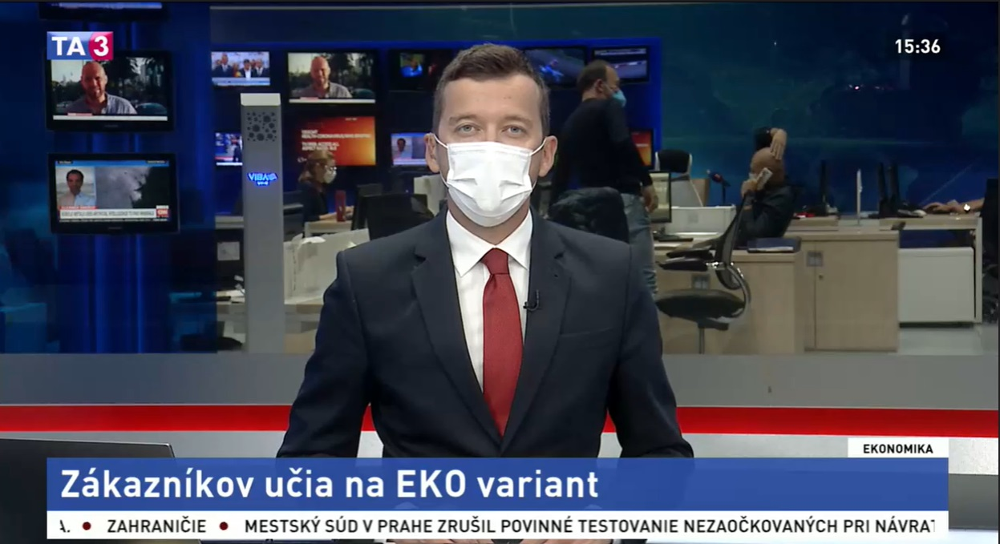 TA3
15:36
CNN
EKONOMIKA
Zákazníkov učia na EKO variant
A. • ZAHRANIČIE • MESTSKÝ SÚD V PRAHE ZRUŠIL POVINNÉ TESTOVANIE NEZAOČKOVANÝCH PRI NÁVRAT